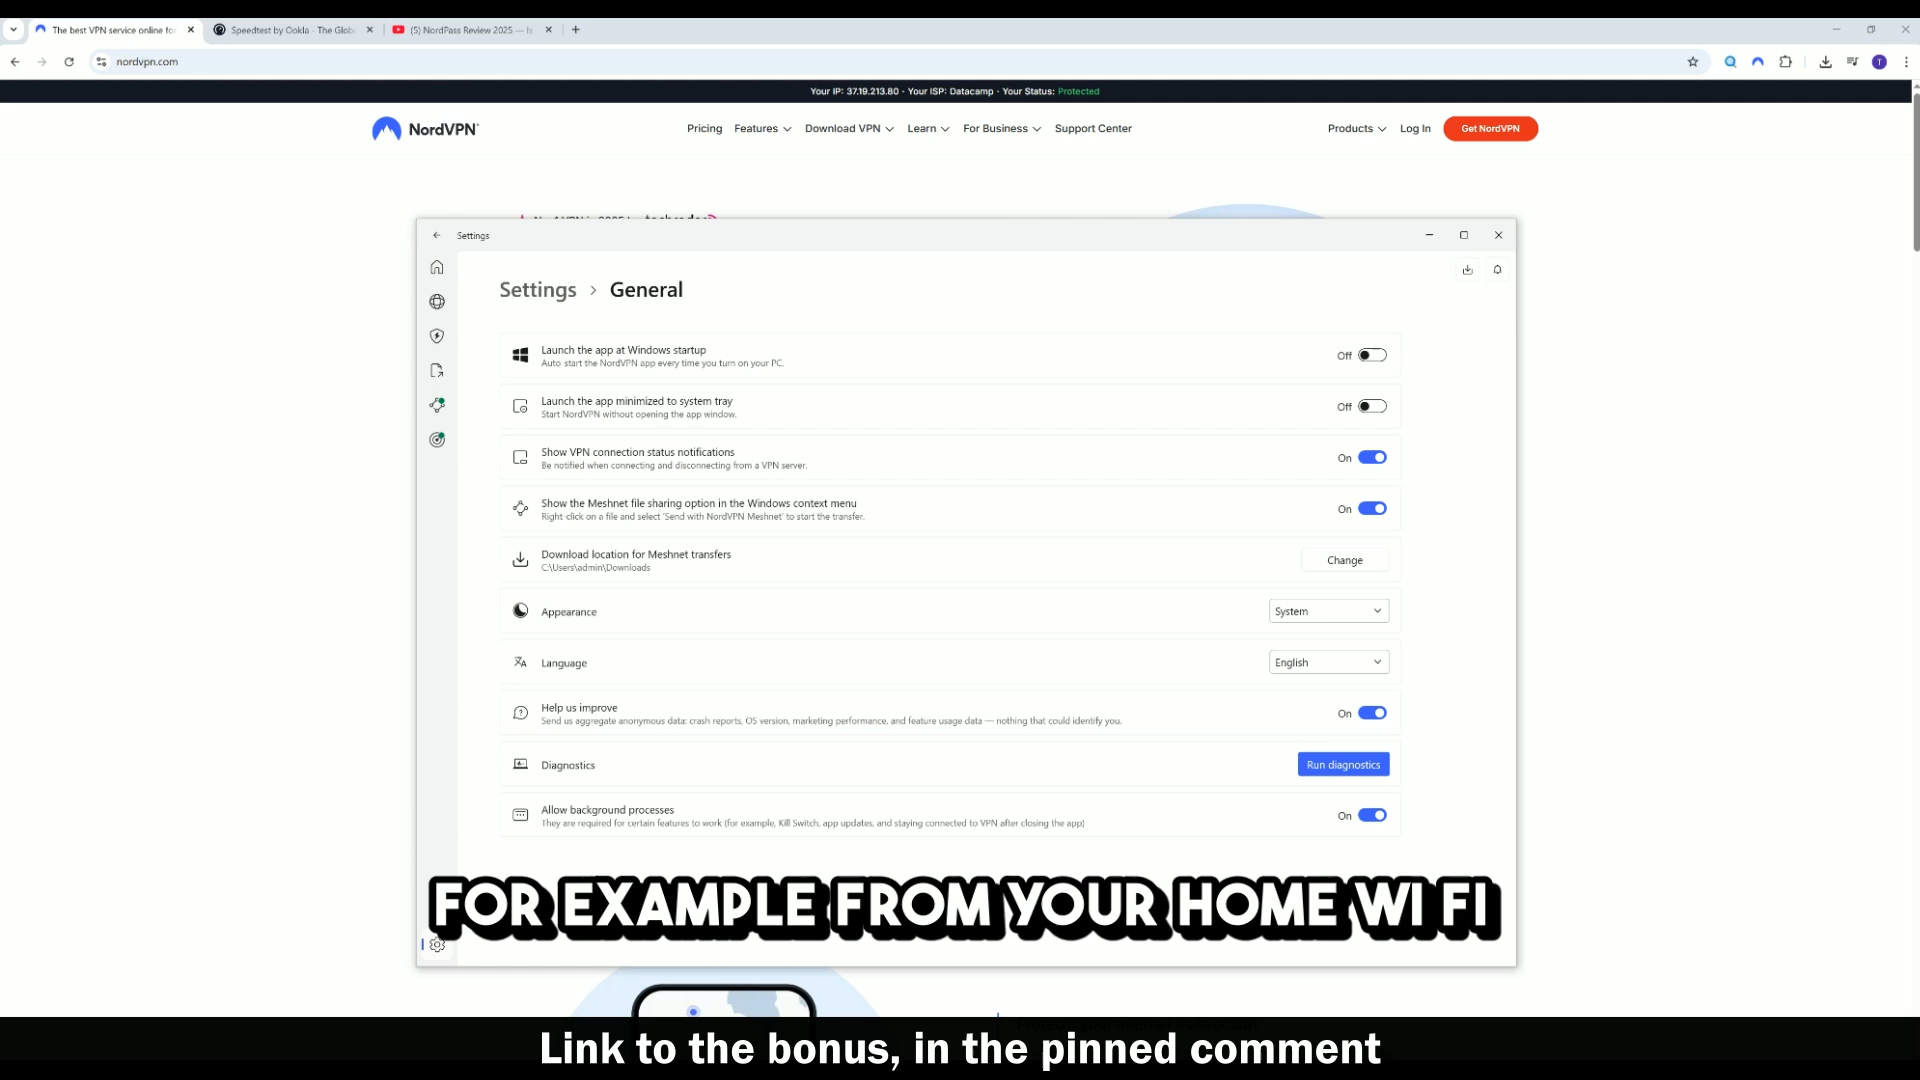 The best VPN service online for
Speedtest by Ookla - The Glob
(5) NordPass Review 2025 — Is
nordvpn.com
Your IP: 37.19.213.80 · Your ISP: Datacamp · Your Status: Protected
NordVPN
Pricing
Features
Download VPN
Learn
For Business
Support Center
Products
Log In
Get NordVPN
Settings
Settings > General
Launch the app at Windows startup
Auto-start the NordVPN app every time you turn on your PC.
Off
Launch the app minimized to system tray
Start NordVPN without opening the app window.
Off
Show VPN connection status notifications
Be notified when connecting and disconnecting from a VPN server.
On
Show the Meshnet file sharing option in the Windows context menu
Right-click on a file and select 'Send with NordVPN Meshnet' to start the transfer.
On
Download location for Meshnet transfers
C:\Users\admin\Downloads
Change
Appearance
System
Language
English
Help us improve
Send us aggregate anonymous data: crash reports, OS version, marketing performance, and feature usage data — nothing that could identify you.
On
Diagnostics
Run diagnostics
Allow background processes
They are required for certain features to work (for example, Kill Switch, app updates, and staying connected to VPN after closing the app)
On
FOR EXAMPLE FROM YOUR HOME WI FI
Link to the bonus, in the pinned comment